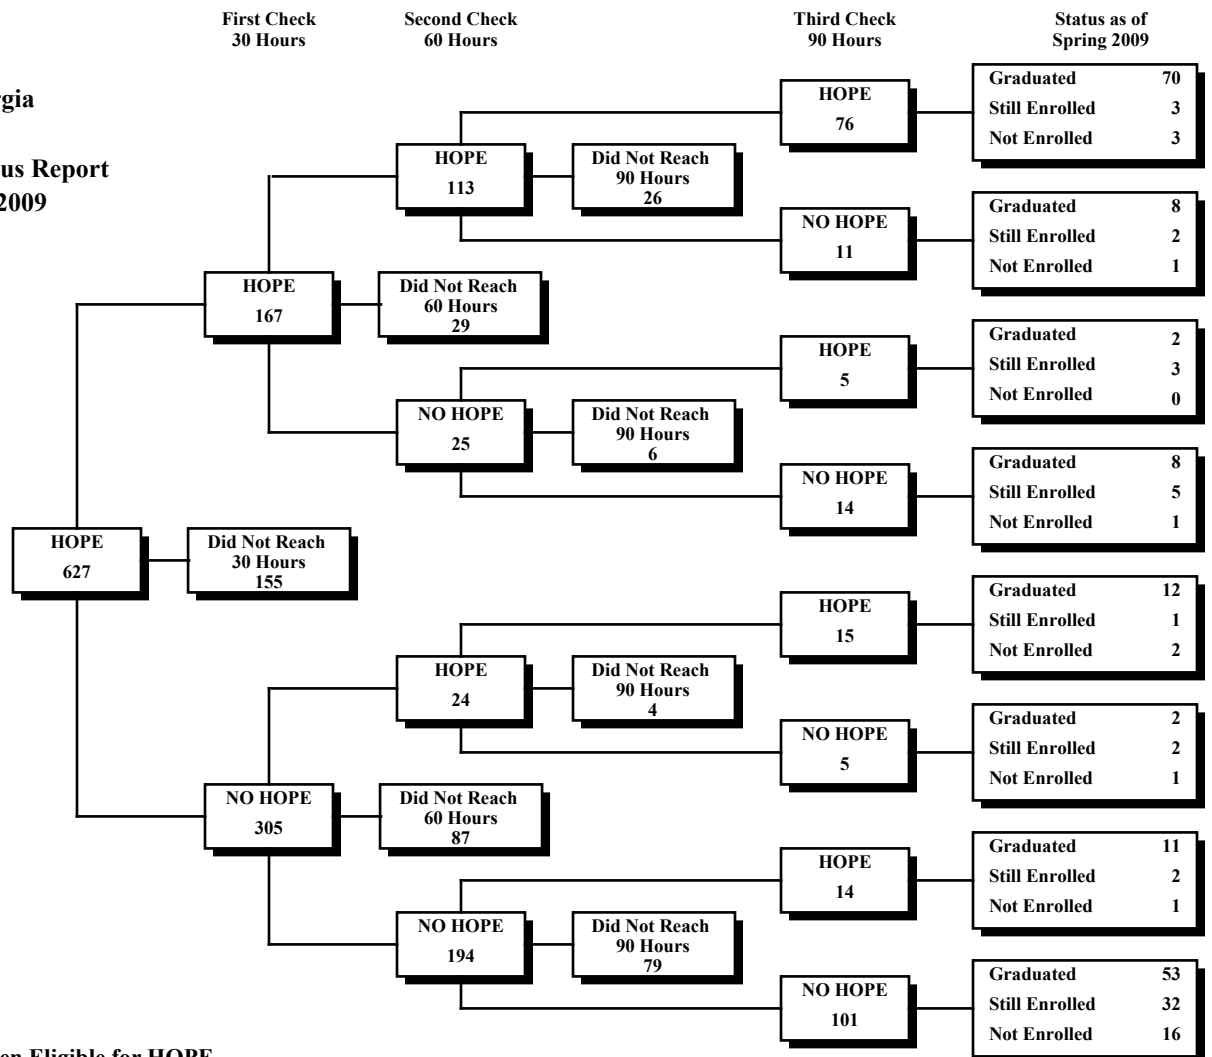 First Check
30 Hours
Second Check
60 Hours
Third Check
90 Hours
Status as of
Spring 2009
rgia
us Report
2009
HOPE
76
Graduated 70
Still Enrolled 3
Not Enrolled 3
HOPE
113
Did Not Reach
90 Hours
26
NO HOPE
11
Graduated 8
Still Enrolled 2
Not Enrolled 1
HOPE
167
Did Not Reach
60 Hours
29
HOPE
5
Graduated 2
Still Enrolled 3
Not Enrolled 0
NO HOPE
25
Did Not Reach
90 Hours
6
NO HOPE
14
Graduated 8
Still Enrolled 5
Not Enrolled 1
HOPE
627
Did Not Reach
30 Hours
155
HOPE
15
Graduated 12
Still Enrolled 1
Not Enrolled 2
HOPE
24
Did Not Reach
90 Hours
4
NO HOPE
5
Graduated 2
Still Enrolled 2
Not Enrolled 1
NO HOPE
305
Did Not Reach
60 Hours
87
HOPE
14
Graduated 11
Still Enrolled 2
Not Enrolled 1
NO HOPE
194
Did Not Reach
90 Hours
79
NO HOPE
101
Graduated 53
Still Enrolled 32
Not Enrolled 16
en Eligible for HOPE